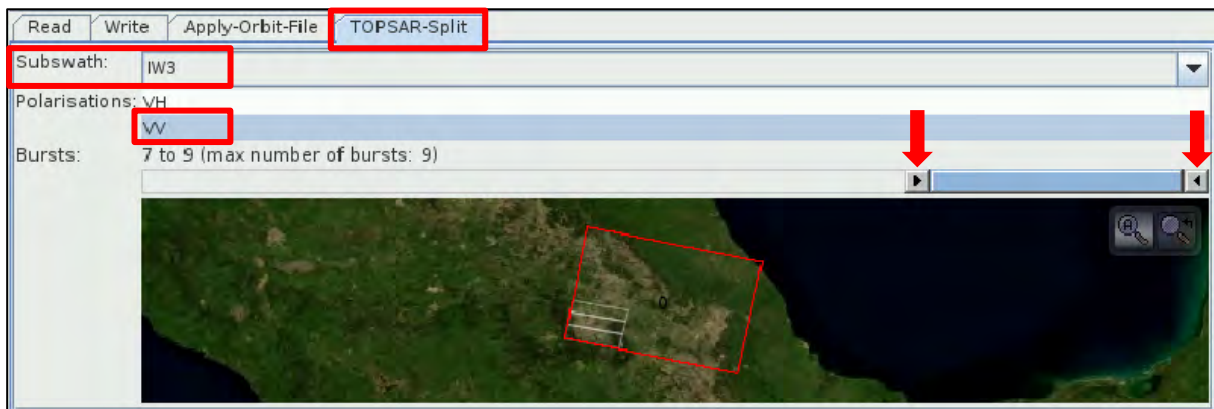 Read Write Apply-Orbit-File TOPSAR-Split
Subswath: IW3
Polarisations: VH
VV
Bursts: 7 to 9 (max number of bursts: 9)
0